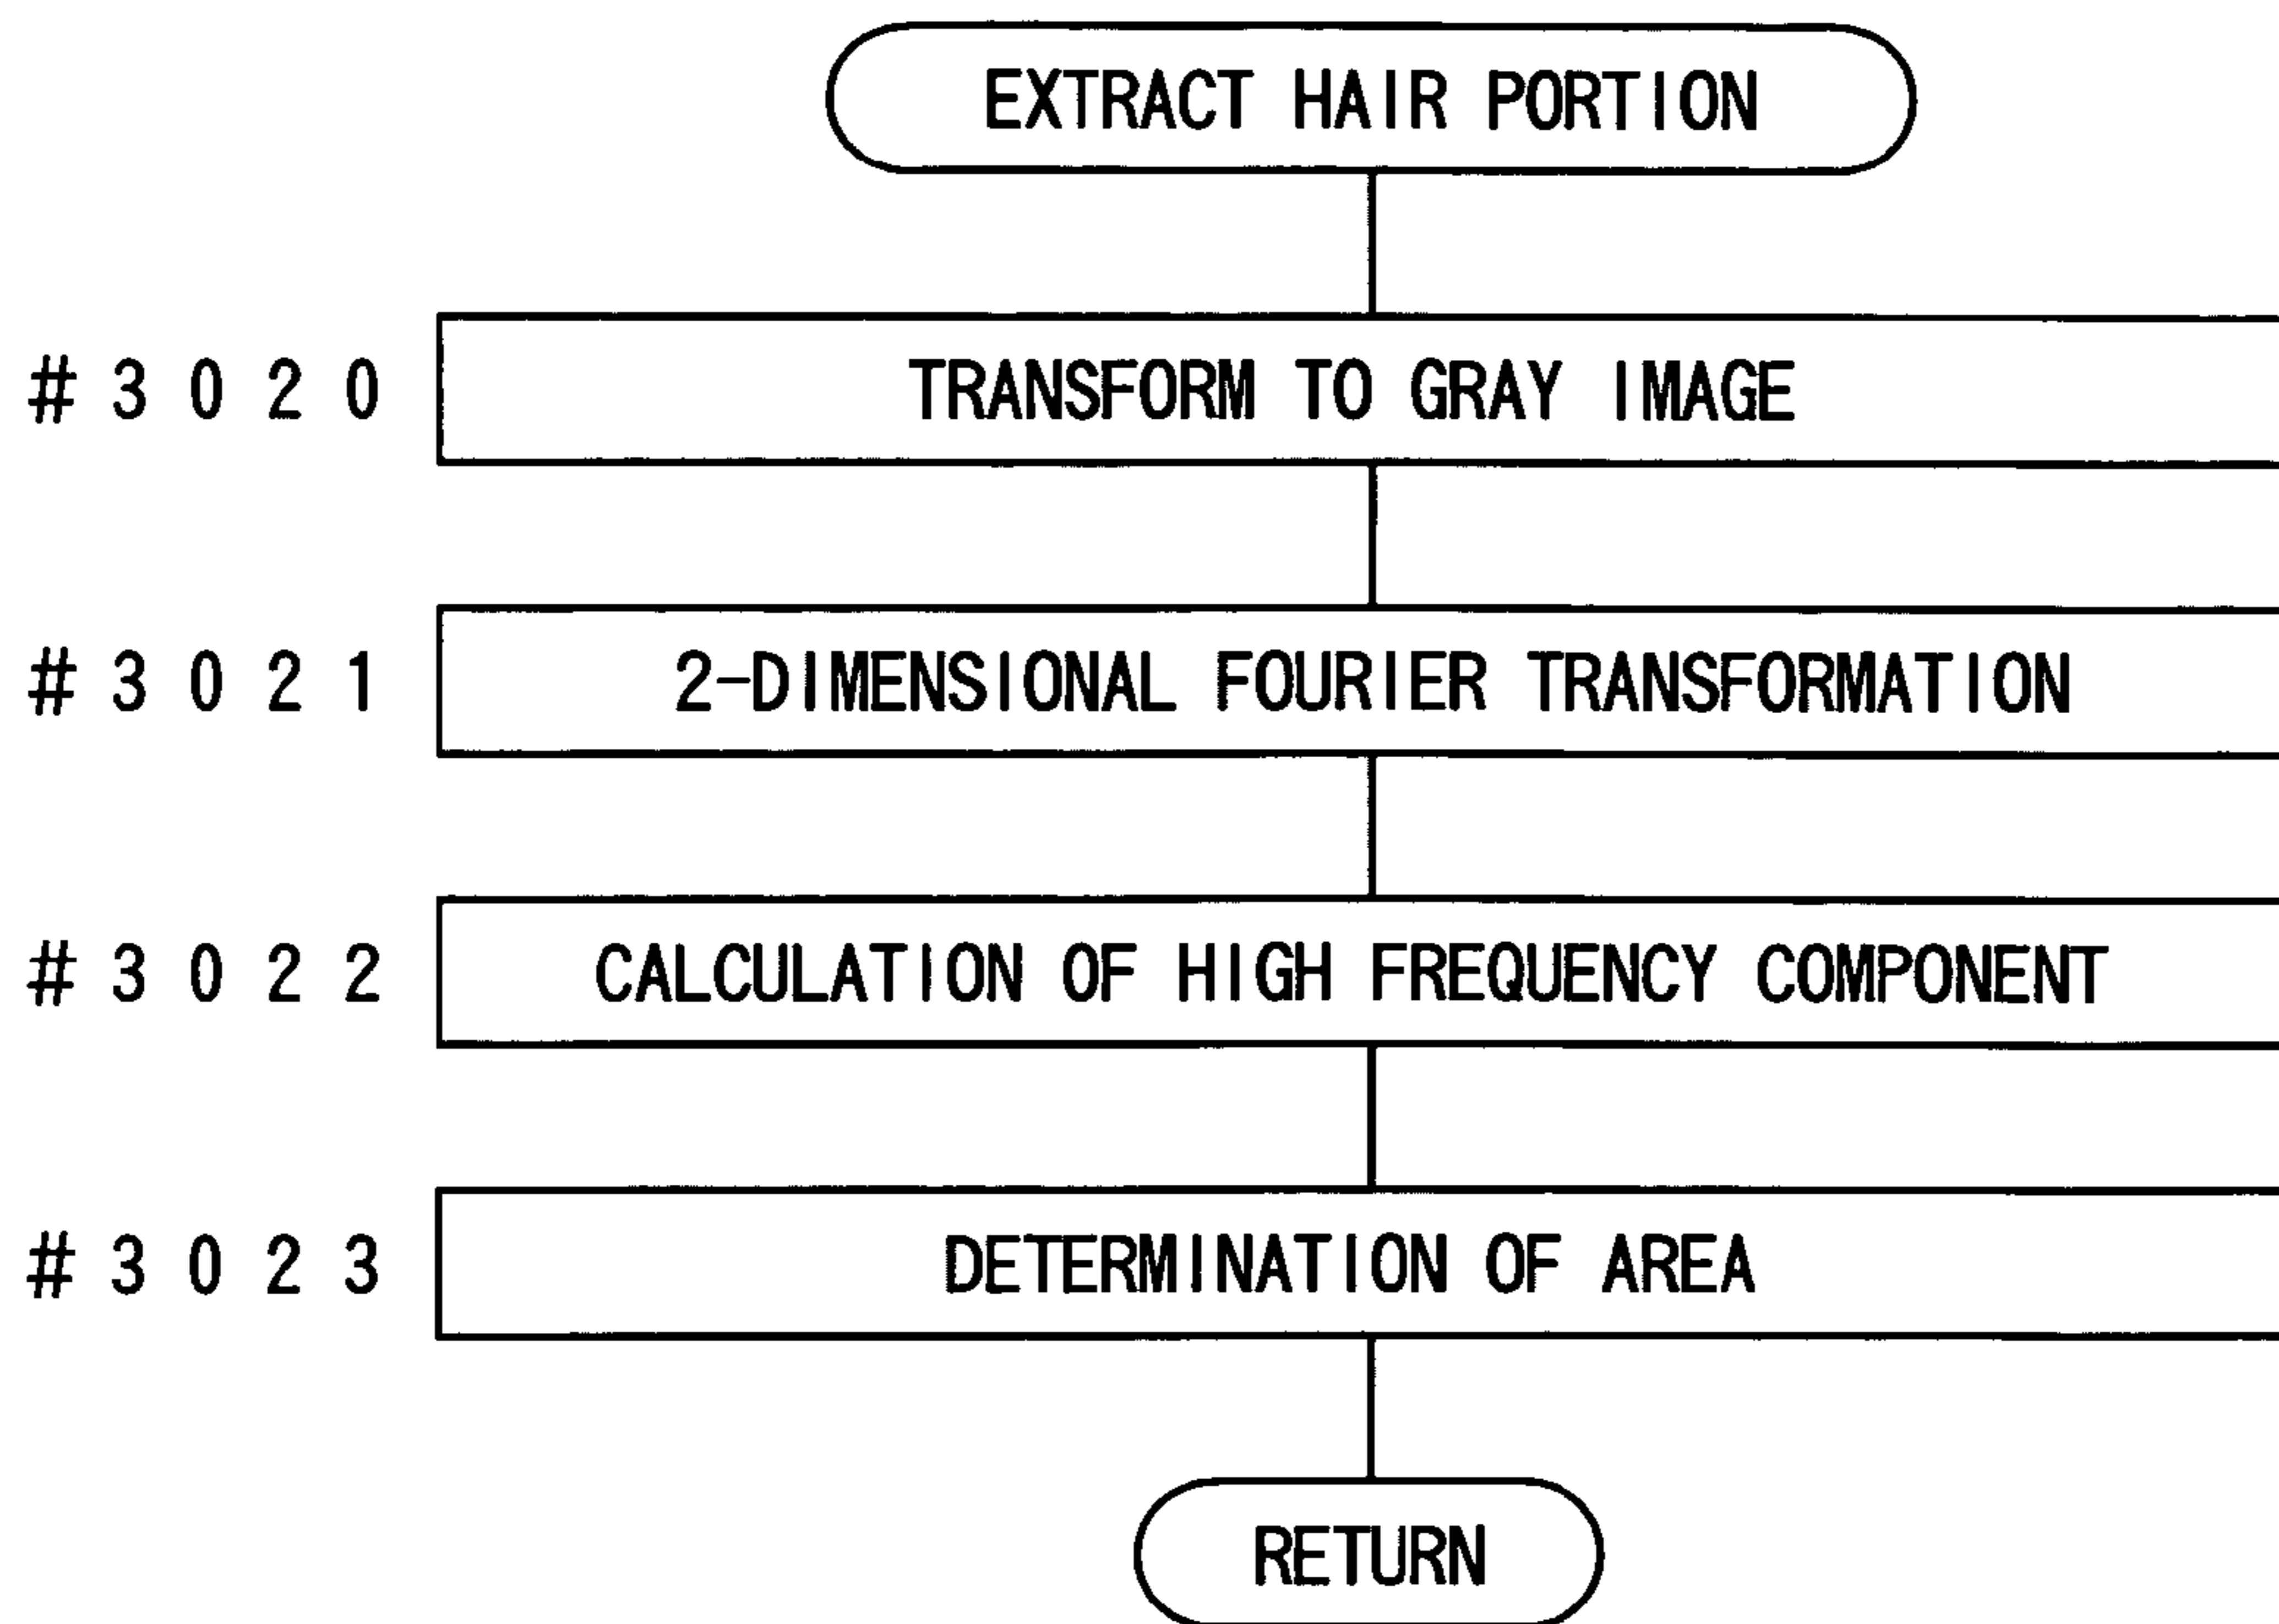 EXTRACT HAIR PORTION
#3020 TRANSFORM TO GRAY IMAGE
#3021 2-DIMENSIONAL FOURIER TRANSFORMATION
#3022 CALCULATION OF HIGH FREQUENCY COMPONENT
#3023 DETERMINATION OF AREA
RETURN